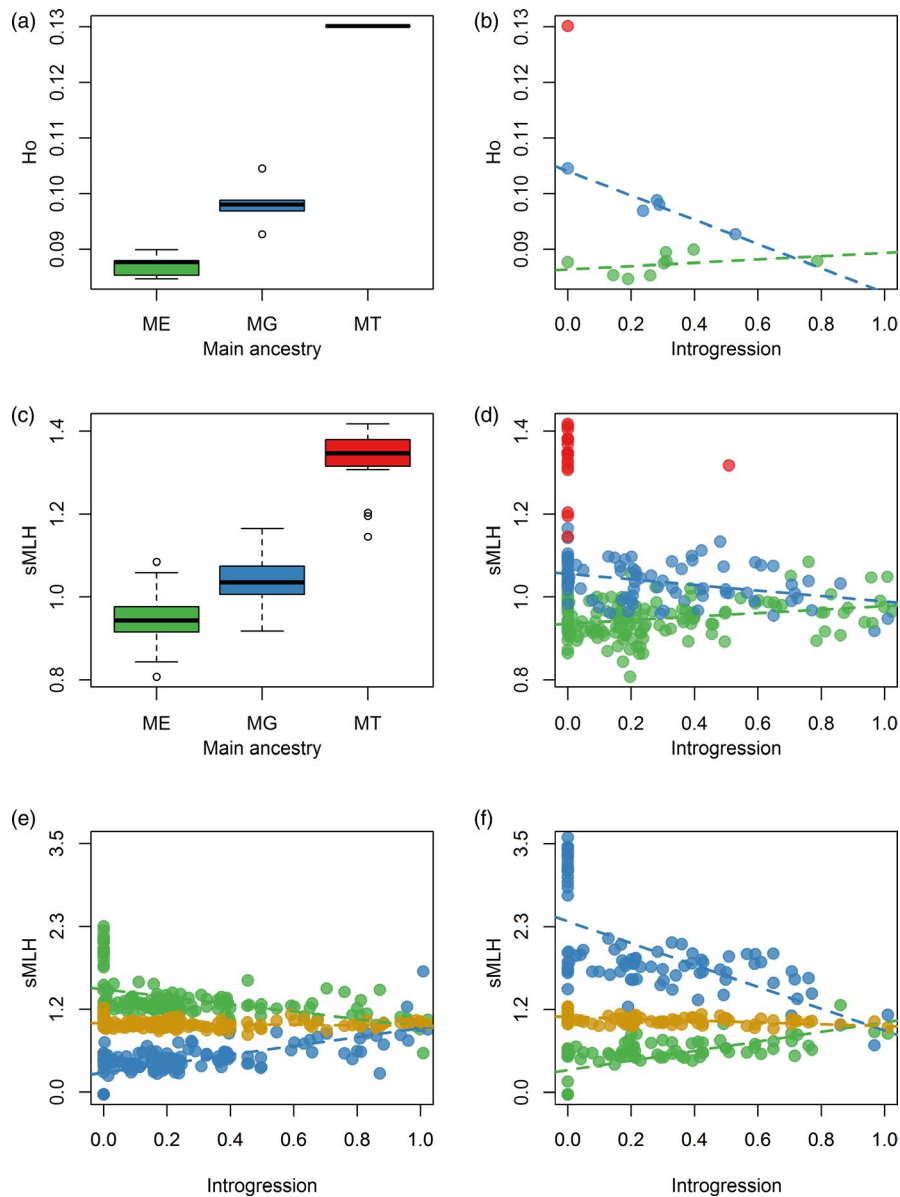 (a)
Ho
0.09 0.10 0.11 0.12 0.13
ME MG MT
Main ancestry
(b)
Ho
0.09 0.10 0.11 0.12 0.13
0.0 0.2 0.4 0.6 0.8 1.0
Introgression
(c)
sMLH
0.8 1.0 1.2 1.4
ME MG MT
Main ancestry
(d)
sMLH
0.8 1.0 1.2 1.4
0.0 0.2 0.4 0.6 0.8 1.0
Introgression
(e)
sMLH
0.0 1.2 2.3 3.5
0.0 0.2 0.4 0.6 0.8 1.0
Introgression
(f)
sMLH
0.0 1.2 2.3 3.5
0.0 0.2 0.4 0.6 0.8 1.0
Introgression